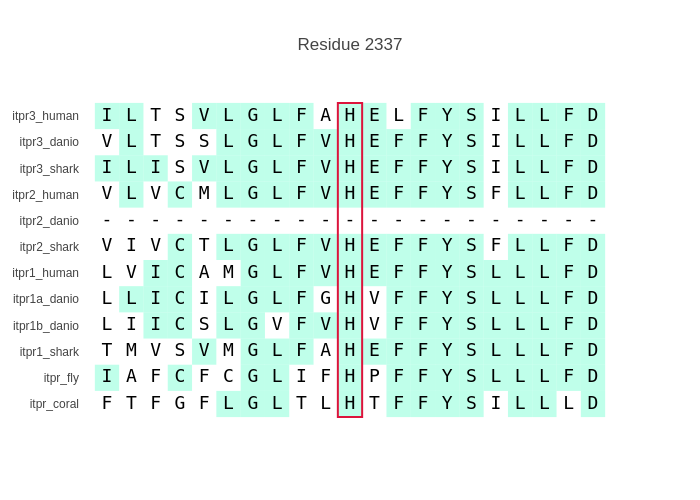 Residue 2337
itpr3_human I L T S V L G L F A H E L F Y S I L L F D
itpr3_danio V L T S S L G L F V H E F F Y S I L L F D
itpr3_shark I L I S V L G L F V H E F F Y S I L L F D
itpr2_human V L V C M L G L F V H E F F Y S F L L F D
itpr2_danio - - - - - - - - - - - - - - - - - - - - -
itpr2_shark V I V C T L G L F V H E F F Y S F L L F D
itpr1_human L V I C A M G L F V H E F F Y S L L L F D
itpr1a_danio L L I C I L G L F G H V F F Y S L L L F D
itpr1b_danio L I I C S L G V F V H V F F Y S L L L F D
itpr1_shark T M V S V M G L F A H E F F Y S L L L F D
itpr_fly I A F C F C G L I F H P F F Y S L L L F D
itpr_coral F T F G F L G L T L H T F F Y S I L L L D